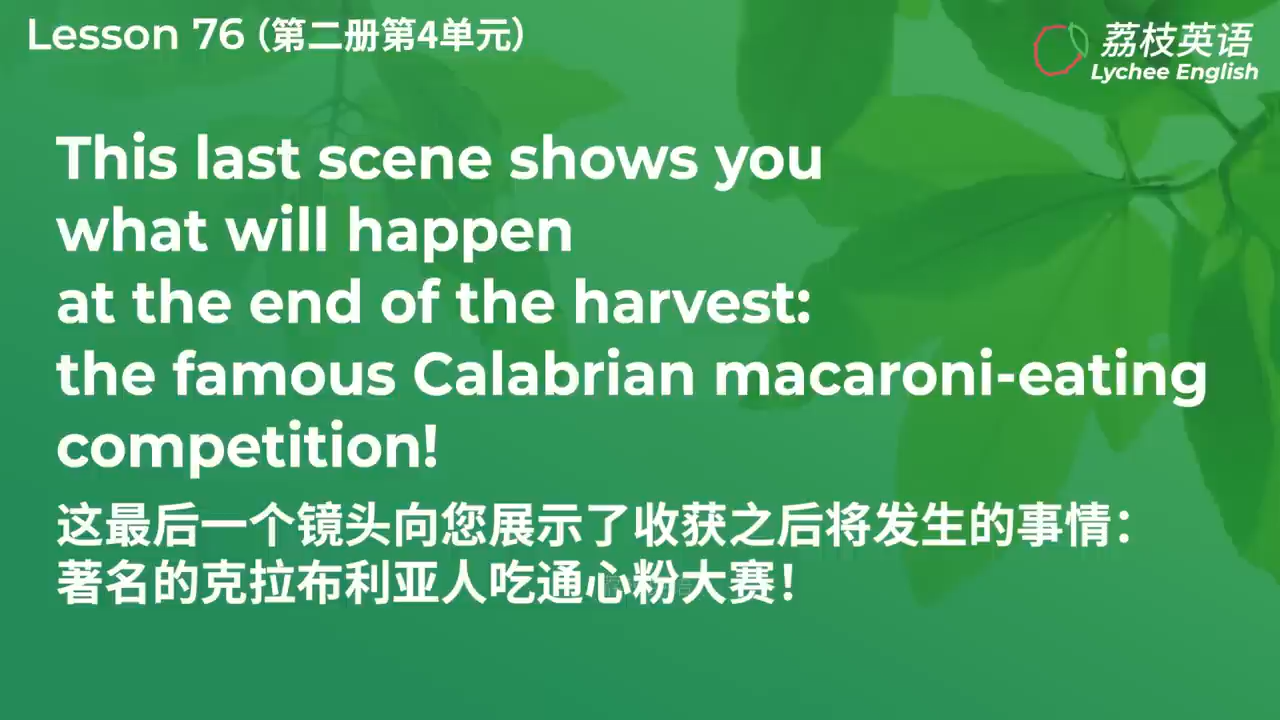 Lesson 76（第二册第4单元）
荔枝英语
Lychee English
This last scene shows you
what will happen
at the end of the harvest:
the famous Calabrian macaroni-eating
competition!
这最后一个镜头向您展示了收获之后将发生的事情：
著名的克拉布利亚人吃通心粉大赛！